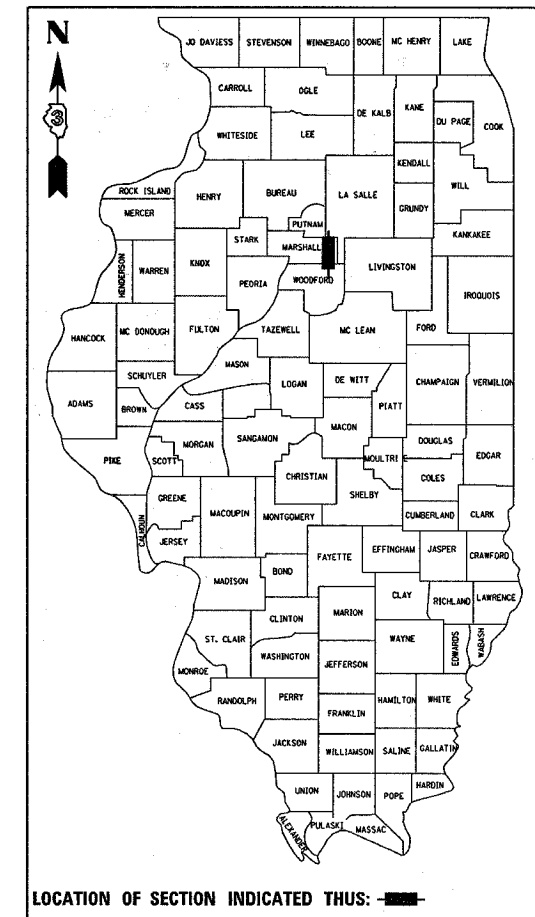 N
JO DAVIESS STEVENSON WINNEBAGO BOONE MC HENRY LAKE
CARROLL OGLE DE KALB KANE DU PAGE COOK
WHITESIDE LEE
KENDALL WILL
ROCK ISLAND HENRY BUREAU LA SALLE GRUNDY
MERCER PUTNAM KANKAKEE
STARK MARSHALL
HENDERSON WARREN KNOX PEORIA WOODFORD LIVINGSTON IROQUOIS
HANCOCK MC DONOUGH FULTON TAZEWELL MC LEAN FORD
MASON
SCHUYLER LOGAN DE WITT CHAMPAIGN VERMILION
ADAMS BROWN CASS PIATT
MACON
PIKE SCOTT MORGAN SANGAMON MOULTRIE DOUGLAS EDGAR
CHRISTIAN COLES
GREENE SHELBY
CALHOUN MACOUPIN MONTGOMERY CUMBERLAND CLARK
JERSEY
FAYETTE EFFINGHAM JASPER CRAWFORD
MADISON BOND
CLAY RICHLAND LAWRENCE
CLINTON MARION
ST. CLAIR WAYNE EDWARDS WABASH
WASHINGTON JEFFERSON
MONROE
RANDOLPH PERRY HAMILTON WHITE
FRANKLIN
JACKSON WILLIAMSON SALINE GALLATIN
UNION JOHNSON POPE HARDIN
ALEXANDER PULASKI MASSAC
LOCATION OF SECTION INDICATED THUS: